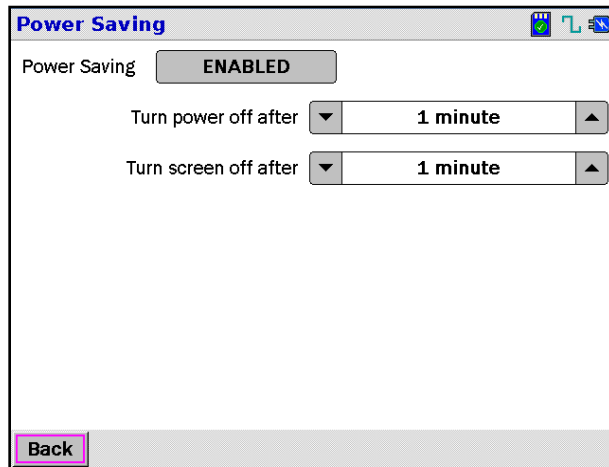 Power Saving
Power Saving ENABLED
Turn power off after 1 minute
Turn screen off after 1 minute
Back